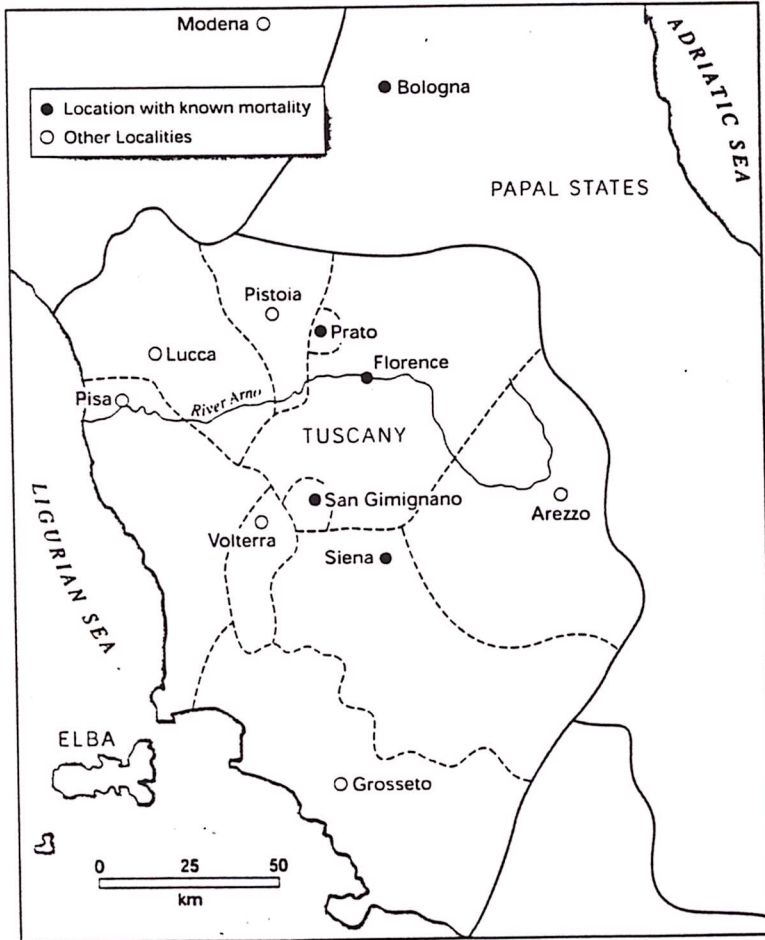 Modena
ADRIATIC SEA
Bologna
Location with known mortality
Other Localities
PAPAL STATES
Pistoia
Prato
Lucca
Florence
Pisa
River Arno
TUSCANY
San Gimignano
Arezzo
Volterra
Siena
LIGURIAN SEA
ELBA
Grosseto
0 25 50
km